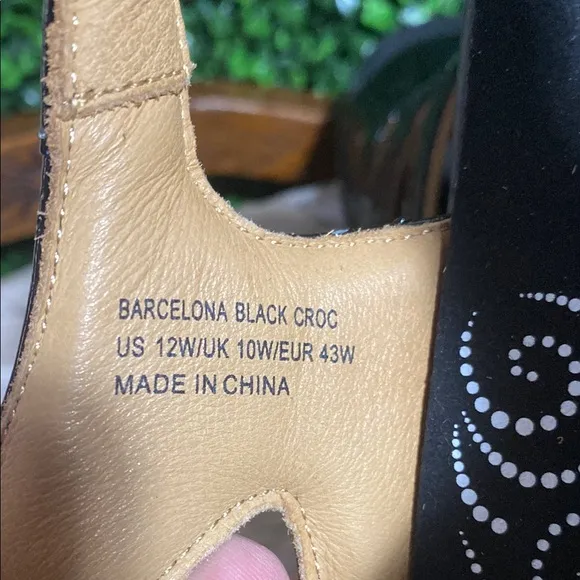 BARCELONA BLACK CROC
US 12W/UK 10W/EUR 43W
MADE IN CHINA